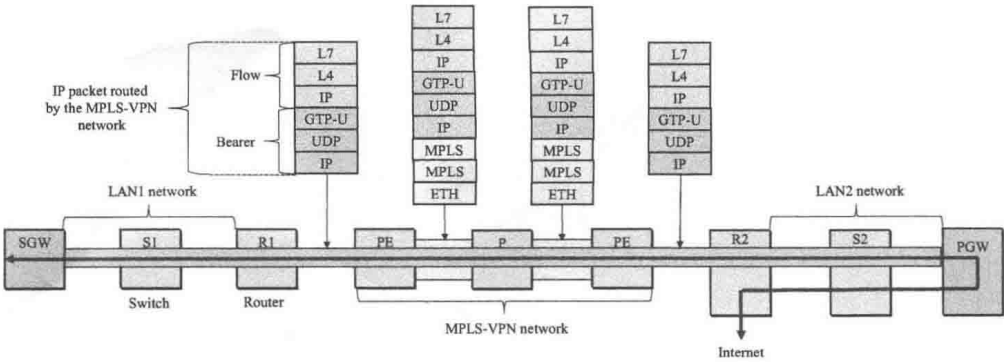 L7
L4
IP
GTP-U
UDP
IP
Flow
Bearer
IP packet routed
by the MPLS-VPN
network
L7
L4
IP
GTP-U
UDP
IP
MPLS
MPLS
ETH
L7
L4
IP
GTP-U
UDP
IP
MPLS
MPLS
ETH
L7
L4
IP
GTP-U
UDP
IP
LAN1 network
LAN2 network
SGW
S1
R1
PE
P
PE
R2
S2
PGW
Switch
Router
MPLS-VPN network
Internet